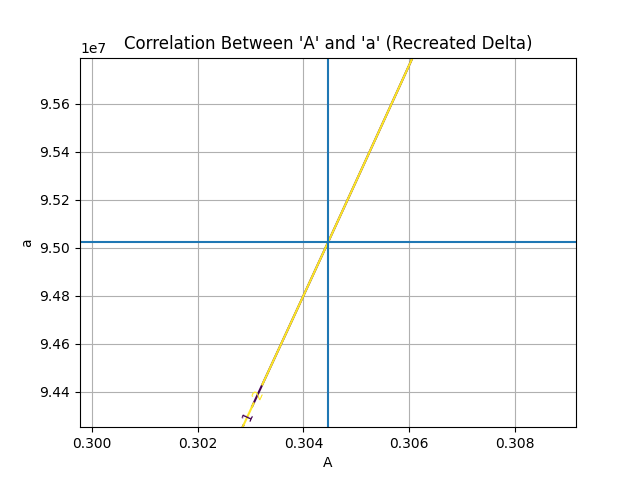 Correlation Between 'A' and 'a' (Recreated Delta)
1e7
9.56
9.54
9.52
9.50
9.48
9.46
9.44
a
1
0.300 0.302 0.304 0.306 0.308
A